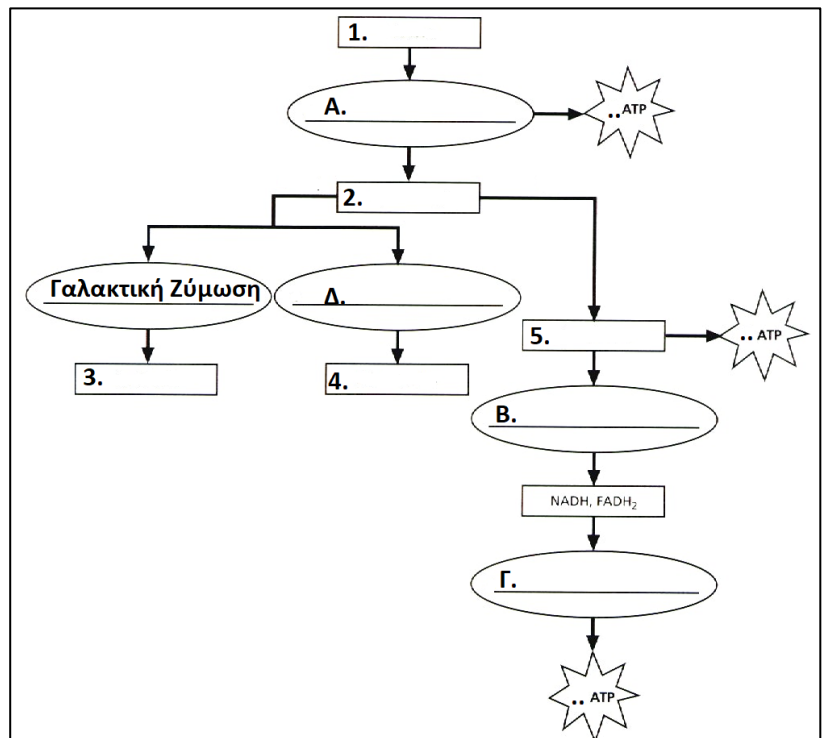 1.
Α.
..ATP
2.
Γαλακτική Ζύμωση
Δ.
5.
.. ATP
3.
4.
Β.
NADH, FADH₂
Γ.
.. ATP